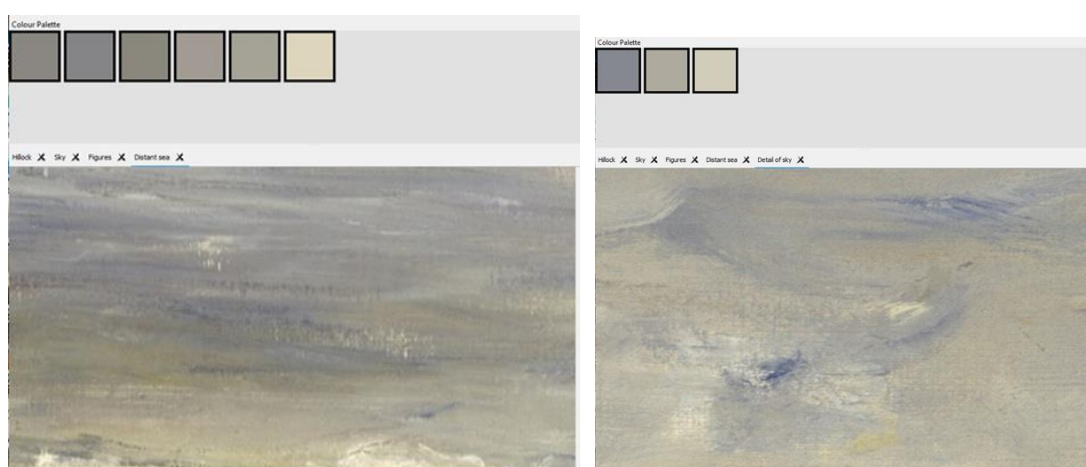 Colour Palette
Hillock X Sky X Figures X Distant sea X
Colour Palette
Hillock X Sky X Figures X Distant sea X Detail of sky X